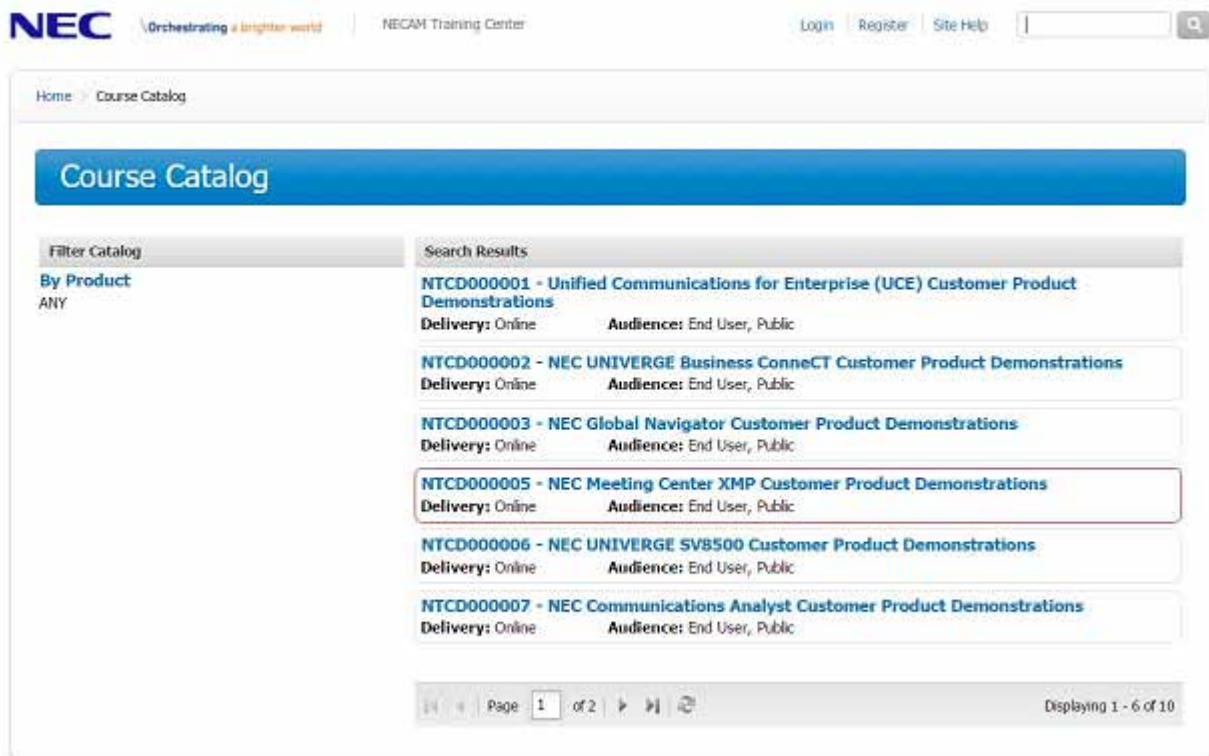 NEC
\Orchestrating a brighter world
NECAM Training Center
Login
Register
Site Help
Home
Course Catalog
Course Catalog
Filter Catalog
By Product
ANY
Search Results
NTCD000001 - Unified Communications for Enterprise (UCE) Customer Product
Demonstrations
Delivery: Online Audience: End User, Public
NTCD000002 - NEC UNIVERGE Business ConneCT Customer Product Demonstrations
Delivery: Online Audience: End User, Public
NTCD000003 - NEC Global Navigator Customer Product Demonstrations
Delivery: Online Audience: End User, Public
NTCD000005 - NEC Meeting Center XMP Customer Product Demonstrations
Delivery: Online Audience: End User, Public
NTCD000006 - NEC UNIVERGE SV8500 Customer Product Demonstrations
Delivery: Online Audience: End User, Public
NTCD000007 - NEC Communications Analyst Customer Product Demonstrations
Delivery: Online Audience: End User, Public
Page 1 of 2
Displaying 1 - 6 of 10